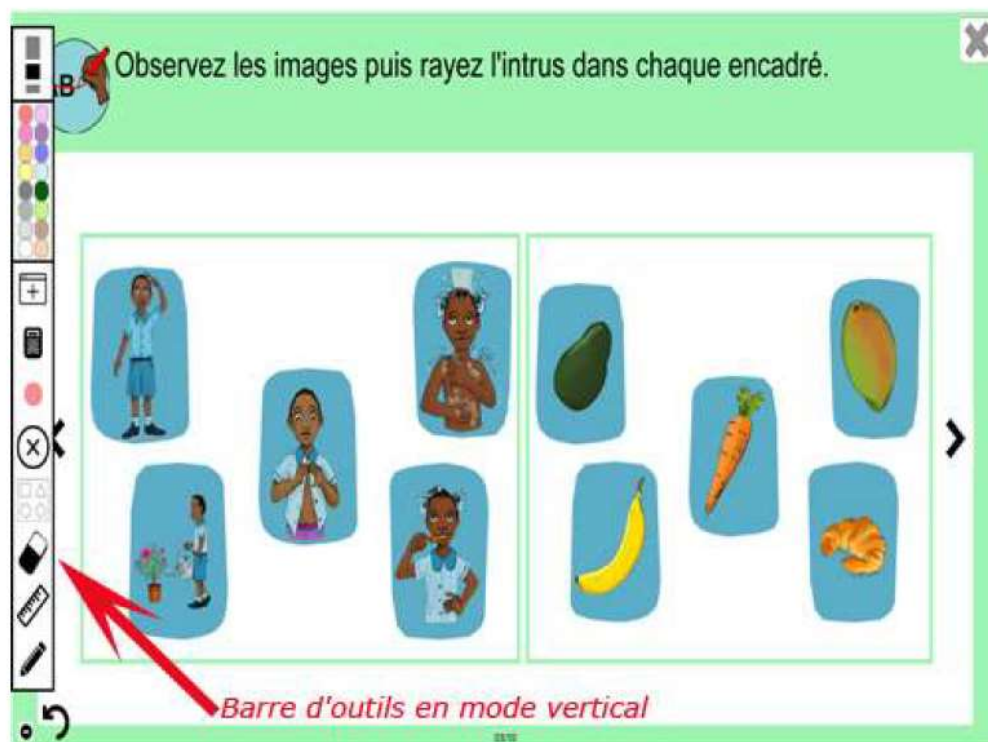 Observez les images puis rayez l'intrus dans chaque encadré.
B
Barre d'outils en mode vertical